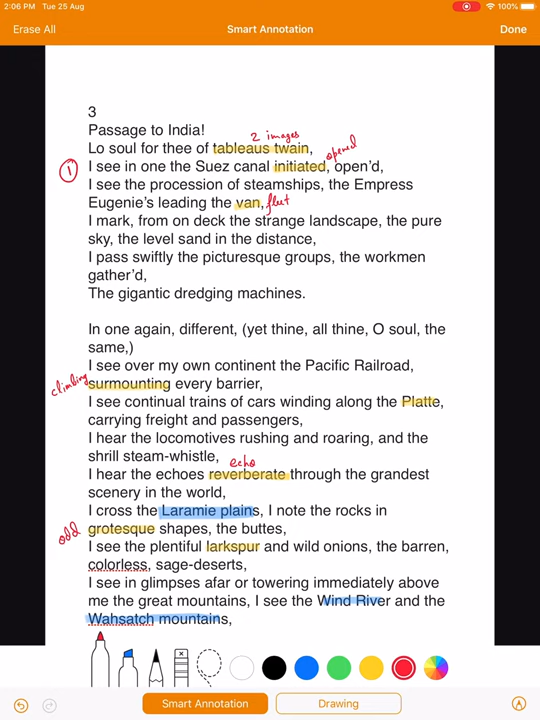 2:06 PM Tue 25 Aug 100%
Erase All Smart Annotation Done
3
Passage to India!
2 images
Lo soul for thee of tableaus twain,
opened
1 I see in one the Suez canal initiated, open’d,
I see the procession of steamships, the Empress
Eugenie’s leading the van, fleet
I mark, from on deck the strange landscape, the pure
sky, the level sand in the distance,
I pass swiftly the picturesque groups, the workmen
gather’d,
The gigantic dredging machines.
In one again, different, (yet thine, all thine, O soul, the
same,)
I see over my own continent the Pacific Railroad,
climbing surmounting every barrier,
I see continual trains of cars winding along the Platte,
carrying freight and passengers,
I hear the locomotives rushing and roaring, and the
shrill steam-whistle,
echo
I hear the echoes reverberate through the grandest
scenery in the world,
I cross the Laramie plains, I note the rocks in
odd grotesque shapes, the buttes,
I see the plentiful larkspur and wild onions, the barren,
colorless, sage-deserts,
I see in glimpses afar or towering immediately above
me the great mountains, I see the Wind River and the
Wahsatch mountains,
Smart Annotation Drawing